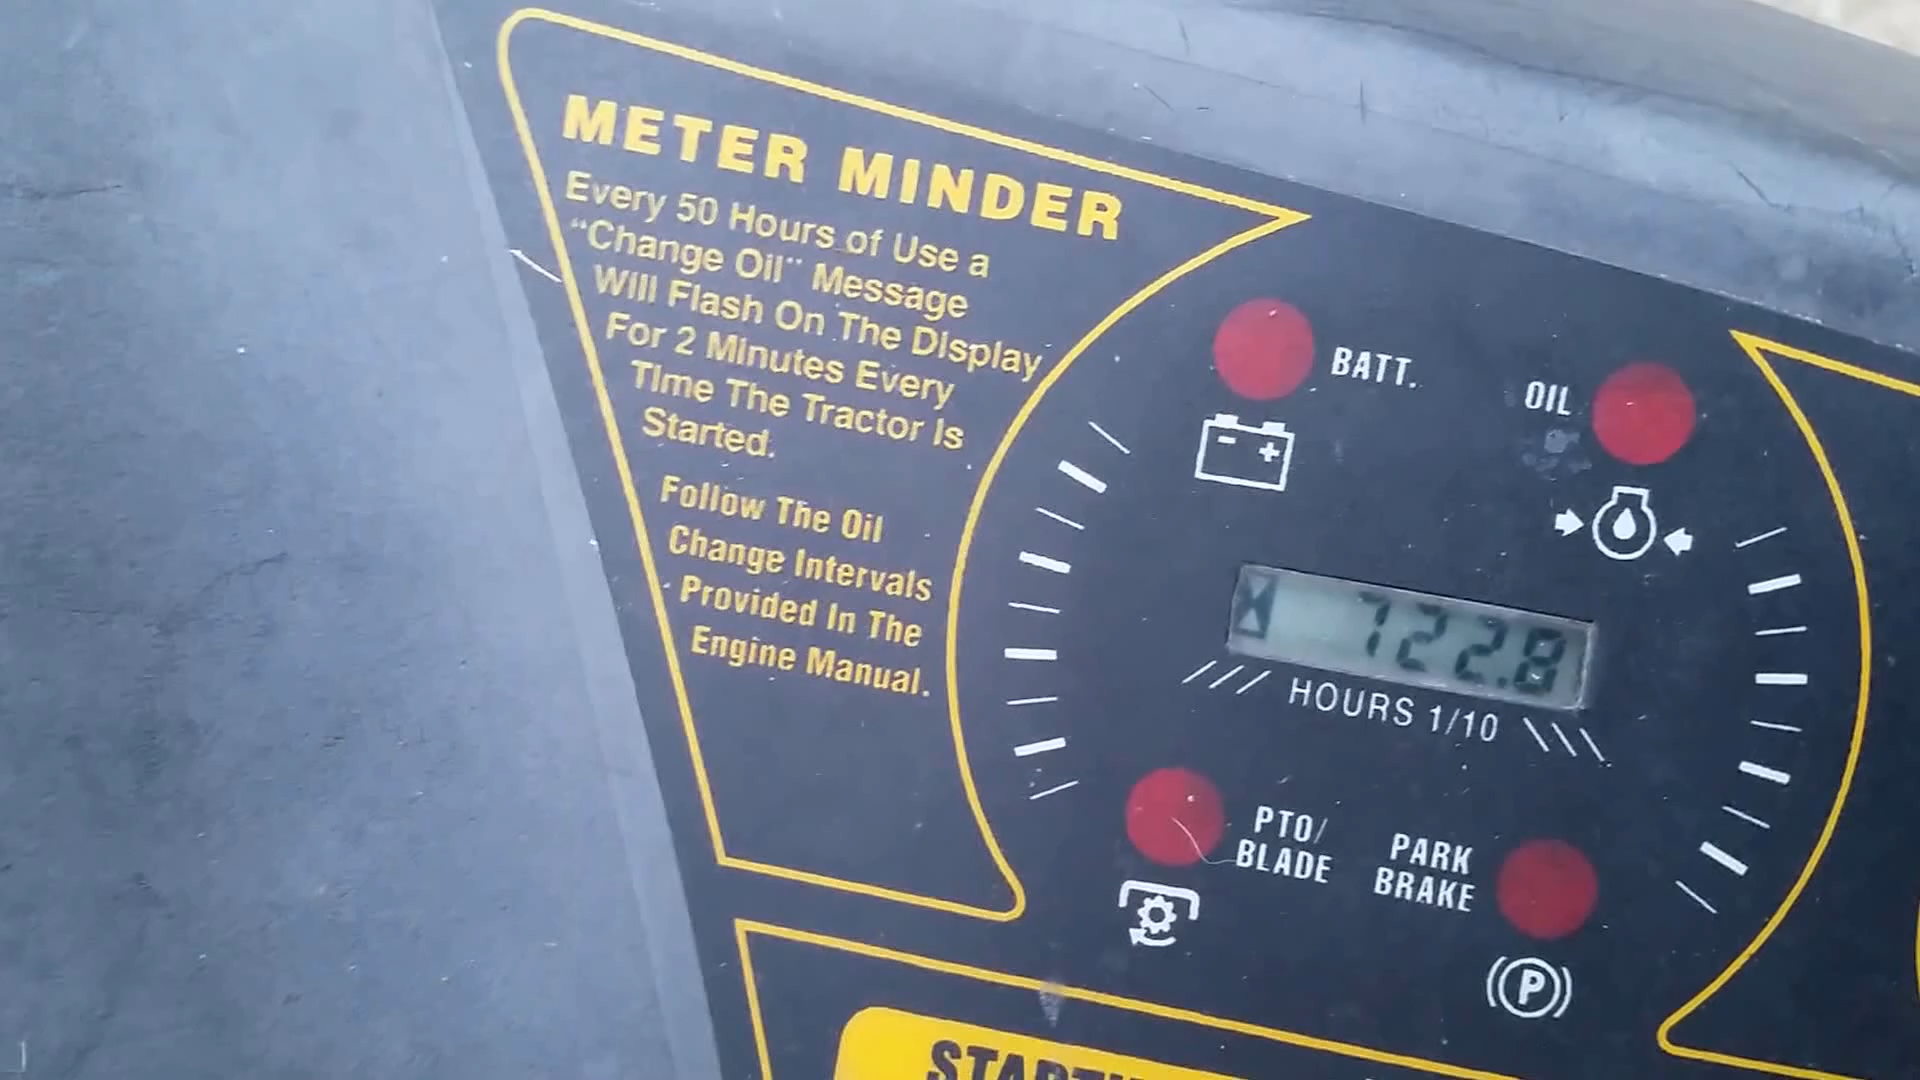 METER MINDER
Every 50 Hours of Use a
"Change Oil" Message
Will Flash On The Display
For 2 Minutes Every
Time The Tractor Is
Started.
Follow The Oil
Change Intervals
Provided In The
Engine Manual.
BATT.
OIL
722.8
HOURS 1/10
PTO/
BLADE
PARK
BRAKE
P